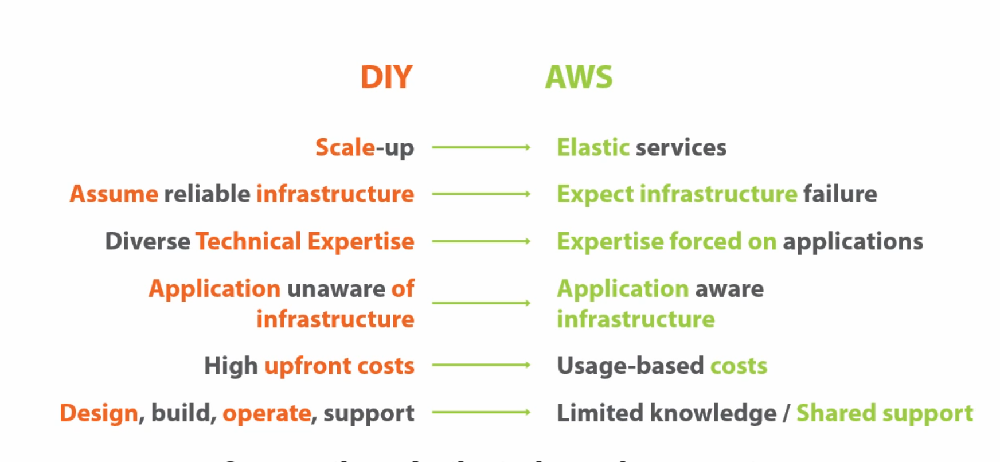 DIY AWS
Scale-up Elastic services
Assume reliable infrastructure Expect infrastructure failure
Diverse Technical Expertise Expertise forced on applications
Application unaware of Application aware
infrastructure infrastructure
High upfront costs Usage-based costs
Design, build, operate, support Limited knowledge / Shared support